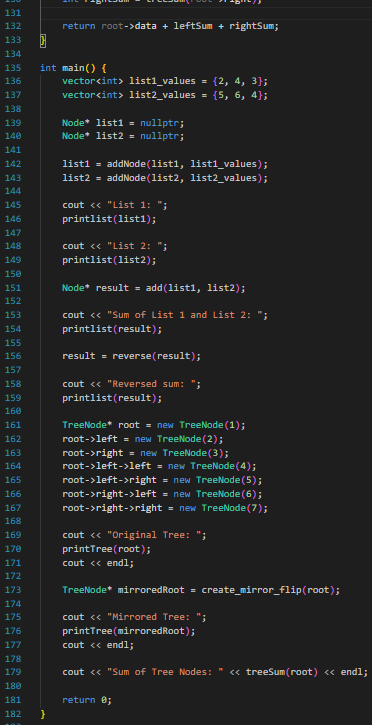 130 int rightSum = treeSum(root->right);
131
132 return root->data + leftSum + rightSum;
133 }
134
135 int main() {
136 vector<int> list1_values = {2, 4, 3};
137 vector<int> list2_values = {5, 6, 4};
138
139 Node* list1 = nullptr;
140 Node* list2 = nullptr;
141
142 list1 = addNode(list1, list1_values);
143 list2 = addNode(list2, list2_values);
144
145 cout << "List 1: ";
146 printlist(list1);
147
148 cout << "List 2: ";
149 printlist(list2);
150
151 Node* result = add(list1, list2);
152
153 cout << "Sum of List 1 and List 2: ";
154 printlist(result);
155
156 result = reverse(result);
157
158 cout << "Reversed sum: ";
159 printlist(result);
160
161 TreeNode* root = new TreeNode(1);
162 root->left = new TreeNode(2);
163 root->right = new TreeNode(3);
164 root->left->left = new TreeNode(4);
165 root->left->right = new TreeNode(5);
166 root->right->left = new TreeNode(6);
167 root->right->right = new TreeNode(7);
168
169 cout << "Original Tree: ";
170 printTree(root);
171 cout << endl;
172
173 TreeNode* mirroredRoot = create_mirror_flip(root);
174
175 cout << "Mirrored Tree: ";
176 printTree(mirroredRoot);
177 cout << endl;
178
179 cout << "Sum of Tree Nodes: " << treeSum(root) << endl;
180
181 return 0;
182 }